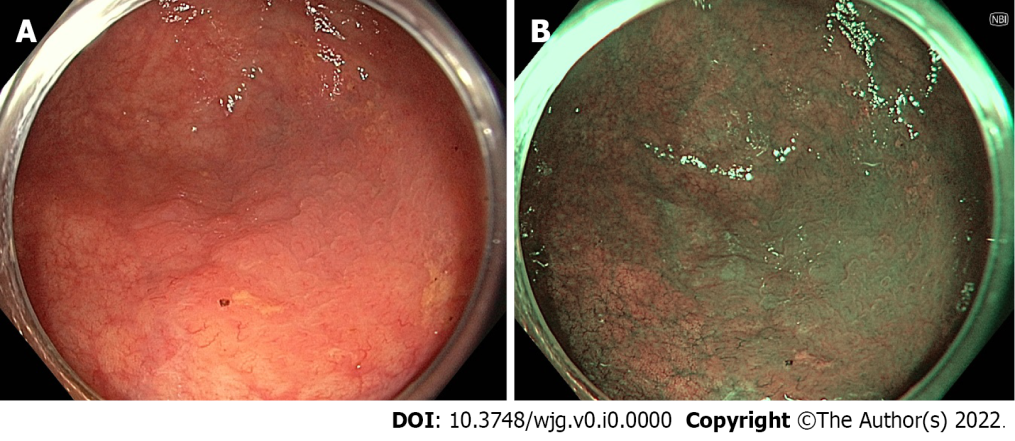 A
B
NBI
DOI: 10.3748/wjg.v0.i0.0000 Copyright ©The Author(s) 2022.